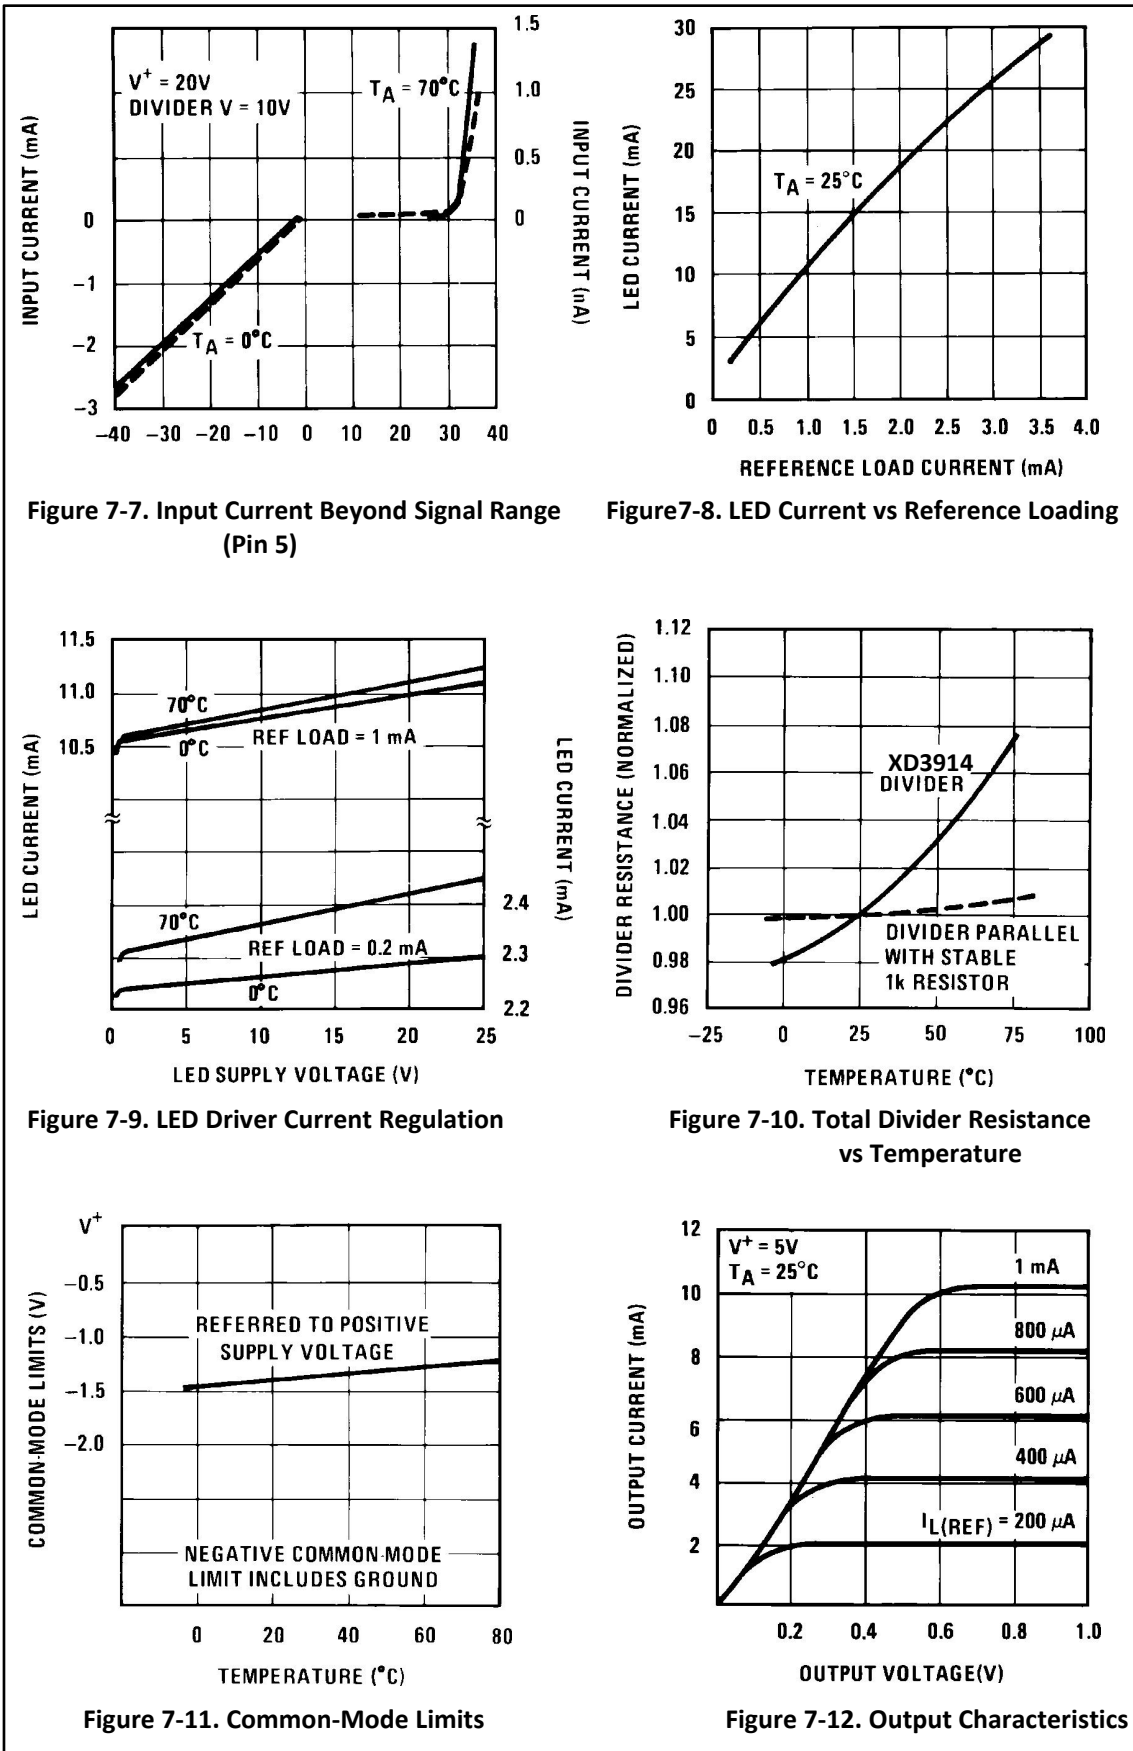 1.5
V+ = 20V
DIVIDER V = 10V
TA = 70°C
1.0
0.5
0
0
-1
-2
-3
TA = 0°C
INPUT CURRENT (mA)
INPUT CURRENT (nA)
-40 -30 -20 -10 0 10 20 30 40
Figure 7-7. Input Current Beyond Signal Range
(Pin 5)
30
25
20
15
10
5
0
LED CURRENT (mA)
TA = 25°C
0 0.5 1.0 1.5 2.0 2.5 3.0 3.5 4.0
REFERENCE LOAD CURRENT (mA)
Figure7-8. LED Current vs Reference Loading
11.5
11.0
10.5
LED CURRENT (mA)
70°C
0°C
REF LOAD = 1 mA
70°C
REF LOAD = 0.2 mA
0°C
2.4
2.3
2.2
LED CURRENT (mA)
0 5 10 15 20 25
LED SUPPLY VOLTAGE (V)
Figure 7-9. LED Driver Current Regulation
1.12
1.10
1.08
1.06
1.04
1.02
1.00
0.98
0.96
DIVIDER RESISTANCE (NORMALIZED)
XD3914
DIVIDER
DIVIDER PARALLEL
WITH STABLE
1k RESISTOR
-25 0 25 50 75 100
TEMPERATURE (°C)
Figure 7-10. Total Divider Resistance
vs Temperature
V+
-0.5
-1.0
-1.5
-2.0
COMMON-MODE LIMITS (V)
REFERRED TO POSITIVE
SUPPLY VOLTAGE
NEGATIVE COMMON-MODE
LIMIT INCLUDES GROUND
0 20 40 60 80
TEMPERATURE (°C)
Figure 7-11. Common-Mode Limits
12
10
8
6
4
2
OUTPUT CURRENT (mA)
V+ = 5V
TA = 25°C
1 mA
800 µA
600 µA
400 µA
IL(REF) = 200 µA
0.2 0.4 0.6 0.8 1.0
OUTPUT VOLTAGE(V)
Figure 7-12. Output Characteristics